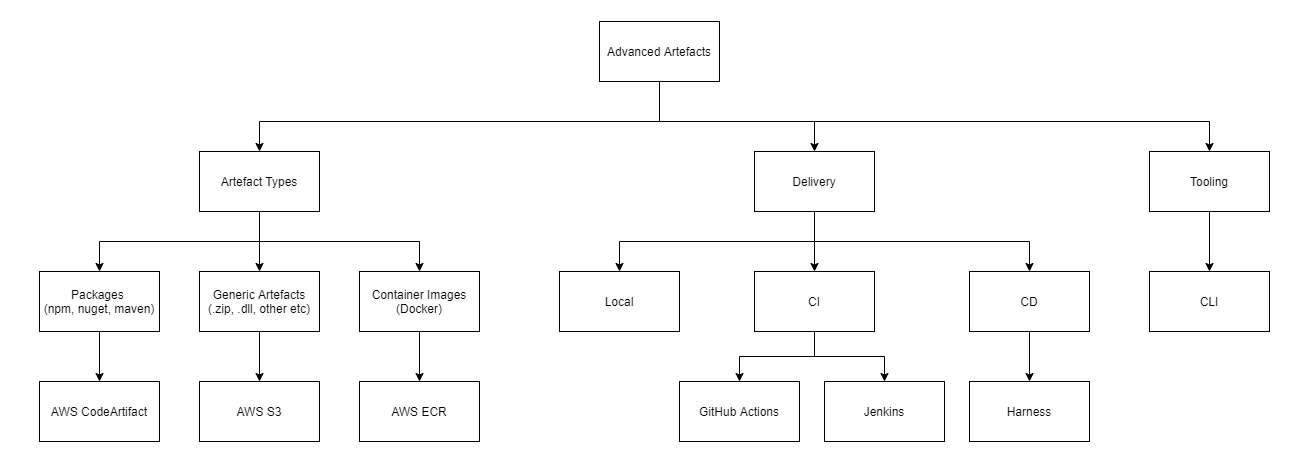 Advanced Artefacts
Artefact Types
Delivery
Tooling
Packages
(npm, nuget, maven)
Generic Artefacts
(.zip, .dll, other etc)
Container Images
(Docker)
Local
CI
CD
CLI
AWS CodeArtifact
AWS S3
AWS ECR
GitHub Actions
Jenkins
Harness